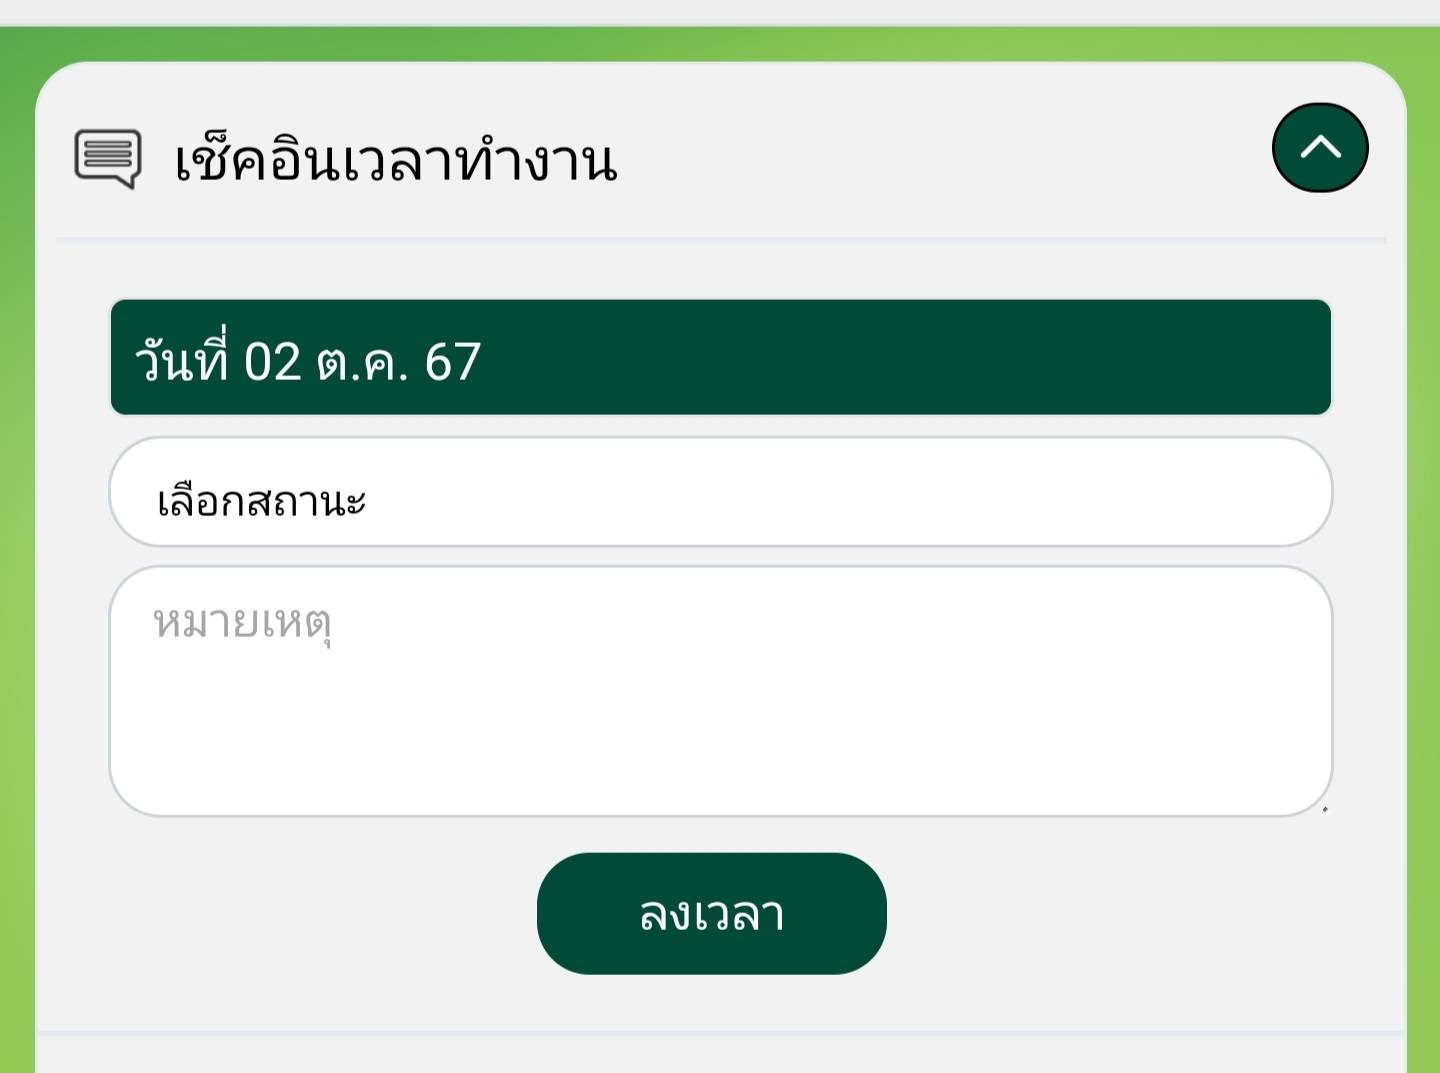 เช็คอินเวลาทำงาน
วันที่ 02 ต.ค. 67
เลือกสถานะ
หมายเหตุ
ลงเวลา